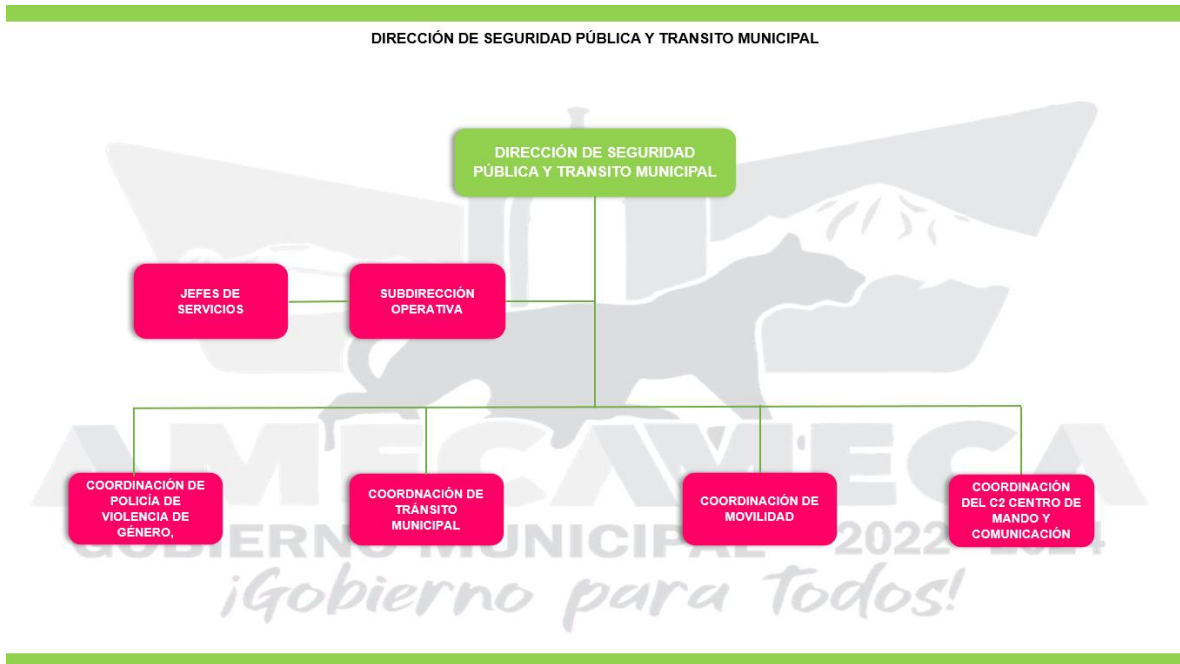 DIRECCIÓN DE SEGURIDAD PÚBLICA Y TRANSITO MUNICIPAL
DIRECCIÓN DE SEGURIDAD
PÚBLICA Y TRANSITO MUNICIPAL
JEFES DE
SERVICIOS
SUBDIRECCIÓN
OPERATIVA
COORDINACIÓN DE
POLICÍA DE
VIOLENCIA DE
GÉNERO,
COORDNACIÓN DE
TRÁNSITO
MUNICIPAL
COORDINACIÓN DE
MOVILIDAD
COORDINACIÓN
DEL C2 CENTRO DE
MANDO Y
COMUNICACIÓN
AMECAMECA
GOBIERNO MUNICIPAL 2022 - 2024
¡Gobierno para Todos!